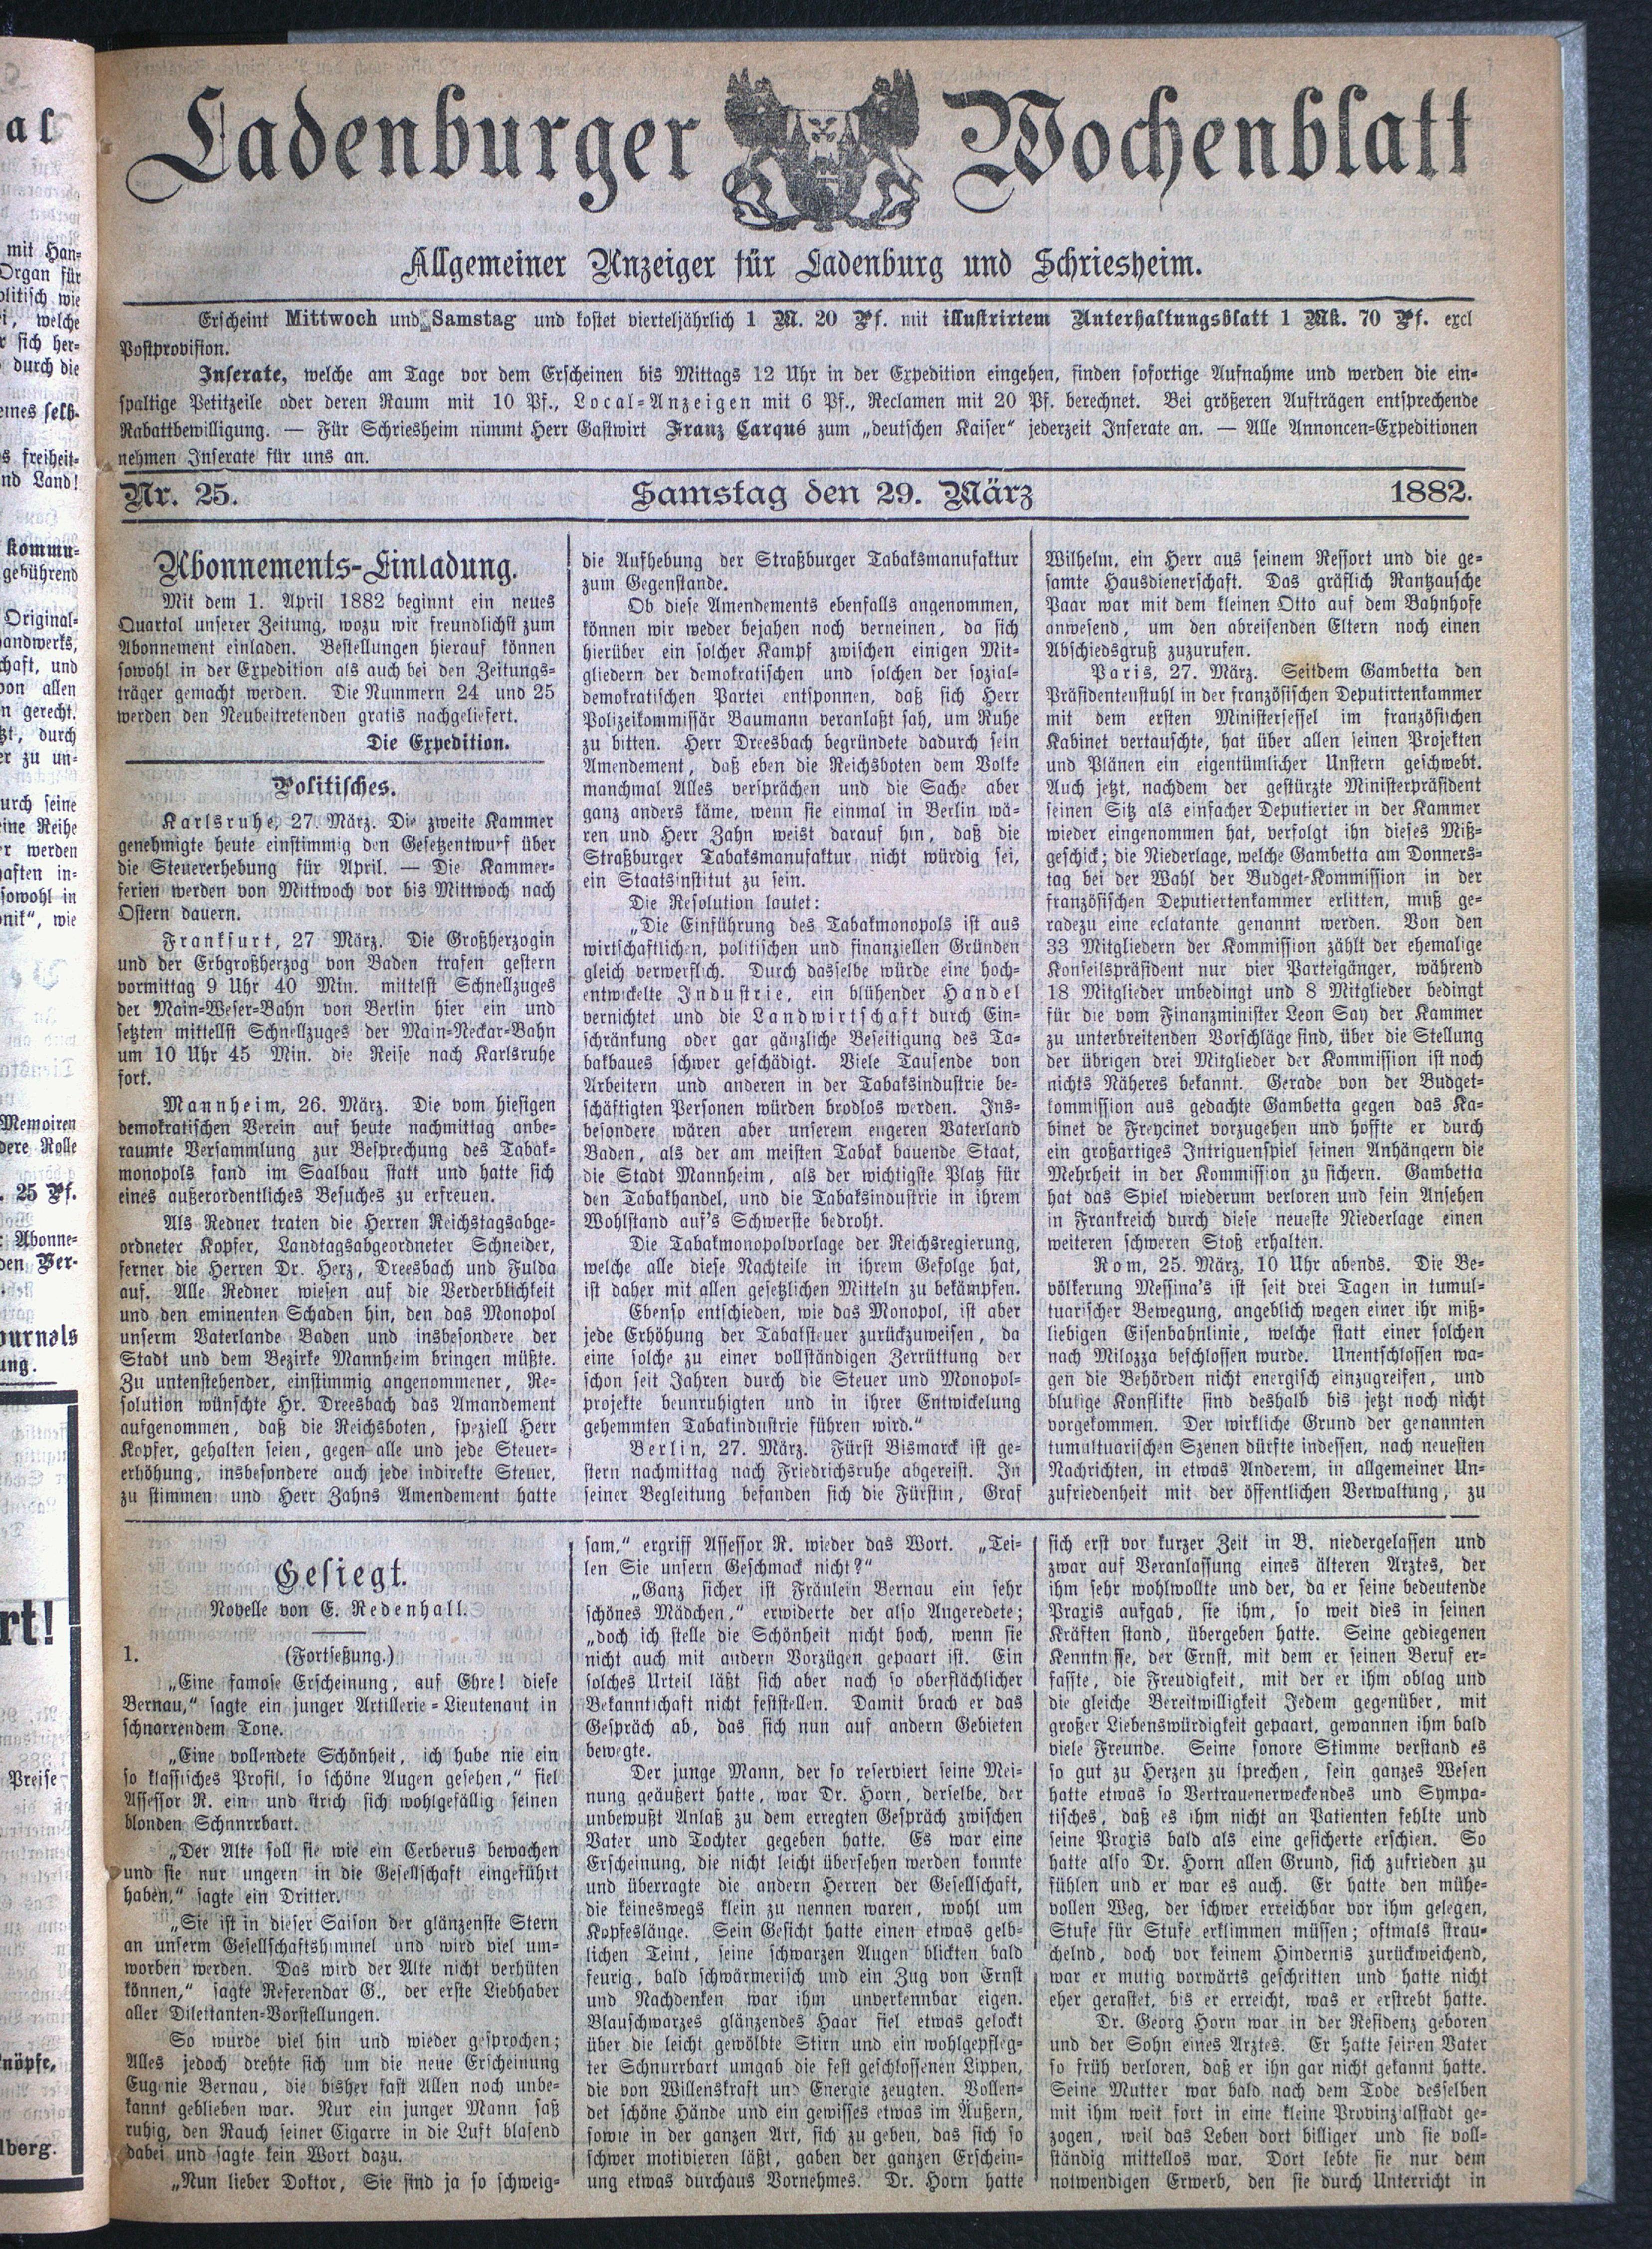 Ladenburger Wochenblatt
Allgemeiner Anzeiger für Ladenburg und Schriesheim.
Erscheint Mittwoch und Samstag und kostet vierteljährlich 1 M. 20 Pf. mit illustrirtem Unterhaltungsblatt 1 Mk. 70 Pf. excl
Postprovision.
Inserate, welche am Tage vor dem Erscheinen bis Mittags 12 Uhr in der Expedition eingehen, finden sofortige Aufnahme und werden die ein-
spaltige Petitzeile oder deren Raum mit 10 Pf., Local-Anzeigen mit 6 Pf., Reclamen mit 20 Pf. berechnet. Bei größeren Aufträgen entsprechende
Rabattbewilligung. — Für Schriesheim nimmt Herr Gastwirt Franz Carqué zum „deutschen Kaiser“ jederzeit Inserate an. — Alle Annoncen-Expeditionen
nehmen Inserate für uns an.
Nr. 25. Samstag den 29. März 1882.
Abonnements-Einladung.
Mit dem 1. April 1882 beginnt ein neues
Quartal unserer Zeitung, wozu wir freundlichst zum
Abonnement einladen. Bestellungen hierauf können
sowohl in der Expedition als auch bei den Zeitungs-
träger gemacht werden. Die Nummern 24 und 25
werden den Neubeitretenden gratis nachgeliefert.
Die Expedition.
Politisches.
Karlsruhe, 27. März. Die zweite Kammer
genehmigte heute einstimmig den Gesetzentwurf über
die Steuererhebung für April. — Die Kammer-
ferien werden von Mittwoch vor bis Mittwoch nach
Ostern dauern.
Frankfurt, 27 März. Die Großherzogin
und der Erbgroßherzog von Baden trafen gestern
vormittag 9 Uhr 40 Min. mittelst Schnellzuges
der Main-Weser-Bahn von Berlin hier ein und
setzten mittellst Schnellzuges der Main-Neckar-Bahn
um 10 Uhr 45 Min. die Reise nach Karlsruhe
fort.
Mannheim, 26. März. Die vom hiesigen
demokratischen Verein auf heute nachmittag anbe-
raumte Versammlung zur Besprechung des Tabak-
monopols fand im Saalbau statt und hatte sich
eines außerordentliches Besuches zu erfreuen.
Als Redner traten die Herren Reichstagsabge-
ordneter Kopfer, Landtagsabgeordneter Schneider,
ferner die Herren Dr. Herz, Dreesbach und Fulda
auf. Alle Redner wiesen auf die Verderblichkeit
und den eminenten Schaden hin, den das Monopol
unserm Vaterlande Baden und insbesondere der
Stadt und dem Bezirke Mannheim bringen müßte.
Zu untenstehender, einstimmig angenommener, Re-
solution wünschte Hr. Dreesbach das Amandement
aufgenommen, daß die Reichsboten, speziell Herr
Kopfer, gehalten seien, gegen alle und jede Steuer-
erhöhung, insbesondere auch jede indirekte Steuer,
zu stimmen und Herr Zahns Amendement hatte
die Aufhebung der Straßburger Tabaksmanufaktur
zum Gegenstande.
Ob diese Amendements ebenfalls angenommen,
können wir weder bejahen noch verneinen, da sich
hierüber ein solcher Kampf zwischen einigen Mit-
gliedern der demokratischen und solchen der sozial-
demokratischen Partei entsponnen, daß sich Herr
Polizeikommissär Baumann veranlaßt sah, um Ruhe
zu bitten. Herr Dreesbach begründete dadurch sein
Amendement, daß eben die Reichsboten dem Volke
manchmal Alles versprächen und die Sache aber
ganz anders käme, wenn sie einmal in Berlin wä-
ren und Herr Zahn weist darauf hin, daß die
Straßburger Tabaksmanufaktur nicht würdig sei,
ein Staatsinstitut zu sein.
Die Resolution lautet:
„Die Einführung des Tabakmonopols ist aus
wirtschaftlichen, politischen und finanziellen Gründen
gleich verwerflich. Durch dasselbe würde eine hoch-
entwickelte Industrie, ein blühender Handel
vernichtet und die Landwirtschaft durch Ein-
schränkung oder gar gänzliche Beseitigung des Ta-
bakbaues schwer geschädigt. Viele Tausende von
Arbeitern und anderen in der Tabaksindustrie be-
schäftigten Personen würden brodlos werden. Ins-
besondere wären aber unserem engeren Vaterland
Baden, als der am meisten Tabak bauende Staat,
die Stadt Mannheim, als der wichtigste Platz für
den Tabakhandel, und die Tabaksindustrie in ihrem
Wohlstand auf's Schwerste bedroht.
Die Tabakmonopolvorlage der Reichsregierung,
welche alle diese Nachteile in ihrem Gefolge hat,
ist daher mit allen gesetzlichen Mitteln zu bekämpfen.
Ebenso entschieden, wie das Monopol, ist aber
jede Erhöhung der Tabaksteuer zurückzuweisen, da
eine solche zu einer vollständigen Zerrüttung der
schon seit Jahren durch die Steuer und Monopol-
projekte beunruhigten und in ihrer Entwickelung
gehemmten Tabakindustrie führen wird.“
Berlin, 27. März. Fürst Bismarck ist ge-
stern nachmittag nach Friedrichsruhe abgereist. In
seiner Begleitung befanden sich die Fürstin, Graf
Wilhelm, ein Herr aus seinem Ressort und die ge-
samte Hausdienerschaft. Das gräflich Rantzausche
Paar war mit dem kleinen Otto auf dem Bahnhofe
anwesend, um den abreisenden Eltern noch einen
Abschiedsgruß zuzurufen.
Paris, 27. März. Seitdem Gambetta den
Präsidentenstuhl in der französischen Deputirtenkammer
mit dem ersten Ministersessel im französischen
Kabinet vertauschte, hat über allen seinen Projekten
und Plänen ein eigentümlicher Unstern geschwebt.
Auch jetzt, nachdem der gestürzte Ministerpräsident
seinen Sitz als einfacher Deputierter in der Kammer
wieder eingenommen hat, verfolgt ihn dieses Miß-
geschick; die Niederlage, welche Gambetta am Donners-
tag bei der Wahl der Budget-Kommission in der
französischen Deputiertenkammer erlitten, muß ge-
radezu eine eclatante genannt werden. Von den
33 Mitgliedern der Kommission zählt der ehemalige
Konseilspräsident nur vier Parteigänger, während
18 Mitglieder unbedingt und 8 Mitglieder bedingt
für die vom Finanzminister Leon Say der Kammer
zu unterbreitenden Vorschläge sind, über die Stellung
der übrigen drei Mitglieder der Kommission ist noch
nichts Näheres bekannt. Gerade von der Budget-
kommission aus gedachte Gambetta gegen das Ka-
binet de Freycinet vorzugehen und hoffte er durch
ein großartiges Intriguenspiel seinen Anhängern die
Mehrheit in der Kommission zu sichern. Gambetta
hat das Spiel wiederum verloren und sein Ansehen
in Frankreich durch diese neueste Niederlage einen
weiteren schweren Stoß erhalten.
Rom, 25. März, 10 Uhr abends. Die Be-
völkerung Messina's ist seit drei Tagen in tumul-
tuarischer Bewegung, angeblich wegen einer ihr miß-
liebigen Eisenbahnlinie, welche statt einer solchen
nach Milozza beschlossen wurde. Unentschlossen wa-
gen die Behörden nicht energisch einzugreifen, und
blutige Konflikte sind deshalb bis jetzt noch nicht
vorgekommen. Der wirkliche Grund der genannten
tumultuarischen Szenen dürfte indessen, nach neuesten
Nachrichten, in etwas Anderem, in allgemeiner Un-
zufriedenheit mit der öffentlichen Verwaltung, zu
Gesiegt.
Novelle von E. Redenhall.
1. (Fortsetzung.)
„Eine famose Erscheinung, auf Ehre! diese
Bernau,“ sagte ein junger Artillerie-Lieutenant in
schnarrendem Tone.
„Eine vollendete Schönheit, ich habe nie ein
so klassisches Profil, so schöne Augen gesehen,“ fiel
Assessor R. ein und strich sich wohlgefällig seinen
blonden Schnurrbart.
„Der Alte soll sie wie ein Cerberus bewachen
und sie nur ungern in die Gesellschaft eingeführt
haben,“ sagte ein Dritter.
„Sie ist in dieser Saison der glänzenste Stern
an unserm Gesellschaftshimmel und wird viel um-
worben werden. Das wird der Alte nicht verhüten
können,“ sagte Referendar G., der erste Liebhaber
aller Dilettanten-Vorstellungen.
So wurde viel hin und wieder gesprochen;
Alles jedoch drehte sich um die neue Erscheinung
Eugenie Bernau, die bisher fast Allen noch unbe-
kannt geblieben war. Nur ein junger Mann saß
ruhig, den Rauch seiner Cigarre in die Luft blasend
dabei und sagte kein Wort dazu.
„Nun lieber Doktor, Sie sind ja so schweig-
sam,“ ergriff Assessor R. wieder das Wort. „Tei-
len Sie unsern Geschmack nicht?“
„Ganz sicher ist Fräulein Bernau ein sehr
schönes Mädchen,“ erwiderte der also Angeredete;
„doch ich stelle die Schönheit nicht hoch, wenn sie
nicht auch mit andern Vorzügen gepaart ist. Ein
solches Urteil läßt sich aber nach so oberflächlicher
Bekanntschaft nicht feststellen. Damit brach er das
Gespräch ab, das sich nun auf andern Gebieten
bewegte.
Der junge Mann, der so reserviert seine Mei-
nung geäußert hatte, war Dr. Horn, derselbe, der
unbewußt Anlaß zu dem erregten Gespräch zwischen
Vater und Tochter gegeben hatte. Es war eine
Erscheinung, die nicht leicht übersehen werden konnte
und überragte die andern Herren der Gesellschaft,
die keineswegs klein zu nennen waren, wohl um
Kopfeslänge. Sein Gesicht hatte einen etwas gelb-
lichen Teint, seine schwarzen Augen blickten bald
feurig, bald schwärmerisch und ein Zug von Ernst
und Nachdenken war ihm unverkennbar eigen.
Blauschwarzes glänzendes Haar fiel etwas gelockt
über die leicht gewölbte Stirn und ein wohlgepfleg-
ter Schnurrbart umgab die fest geschlossenen Lippen,
die von Willenskraft und Energie zeugten. Vollen-
det schöne Hände und ein gewisses etwas im Äußern,
sowie in der ganzen Art, sich zu geben, das sich so
schwer motivieren läßt, gaben der ganzen Erschein-
ung etwas durchaus Vornehmes. Dr. Horn hatte
sich erst vor kurzer Zeit in B. niedergelassen und
zwar auf Veranlassung eines älteren Arztes, der
ihm sehr wohlwollte und der, da er seine bedeutende
Praxis aufgab, sie ihm, so weit dies in seinen
Kräften stand, übergeben hatte. Seine gediegenen
Kenntnisse, der Ernst, mit dem er seinen Beruf er-
faßte, die Freudigkeit, mit der er ihm oblag und
die gleiche Bereitwilligkeit Jedem gegenüber, mit
großer Liebenswürdigkeit gepaart, gewannen ihm bald
viele Freunde. Seine sonore Stimme verstand es
so gut zu Herzen zu sprechen, sein ganzes Wesen
hatte etwas so Vertrauenerweckendes und Sympa-
tisches, daß es ihm nicht an Patienten fehlte und
seine Praxis bald als eine gesicherte erschien. So
hatte also Dr. Horn allen Grund, sich zufrieden zu
fühlen und er war es auch. Er hatte den mühe-
vollen Weg, der schwer erreichbar vor ihm gelegen,
Stufe für Stufe erklimmen müssen; oftmals strau-
chelnd, doch vor keinem Hindernis zurückweichend,
war er mutig vorwärts geschritten und hatte nicht
eher gerastet, bis er erreicht, was er erstrebt hatte.
Dr. Georg Horn war in der Residenz geboren
und der Sohn eines Arztes. Er hatte seinen Vater
so früh verloren, daß er ihn gar nicht gekannt hatte.
Seine Mutter war bald nach dem Tode desselben
mit ihm weit fort in eine kleine Provinzialstadt ge-
zogen, weil das Leben dort billiger und sie voll-
ständig mittellos war. Dort lebte sie nur dem
notwendigen Erwerb, den sie durch Unterricht in